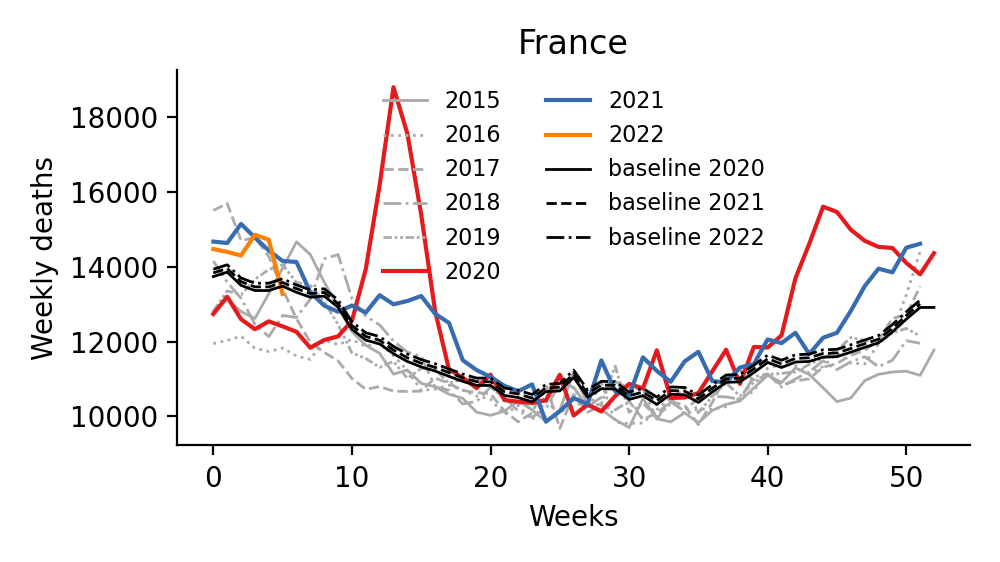 France
Weekly deaths
18000
16000
14000
12000
10000
2015
2016
2017
2018
2019
2020
2021
2022
baseline 2020
baseline 2021
baseline 2022
0 10 20 30 40 50
Weeks